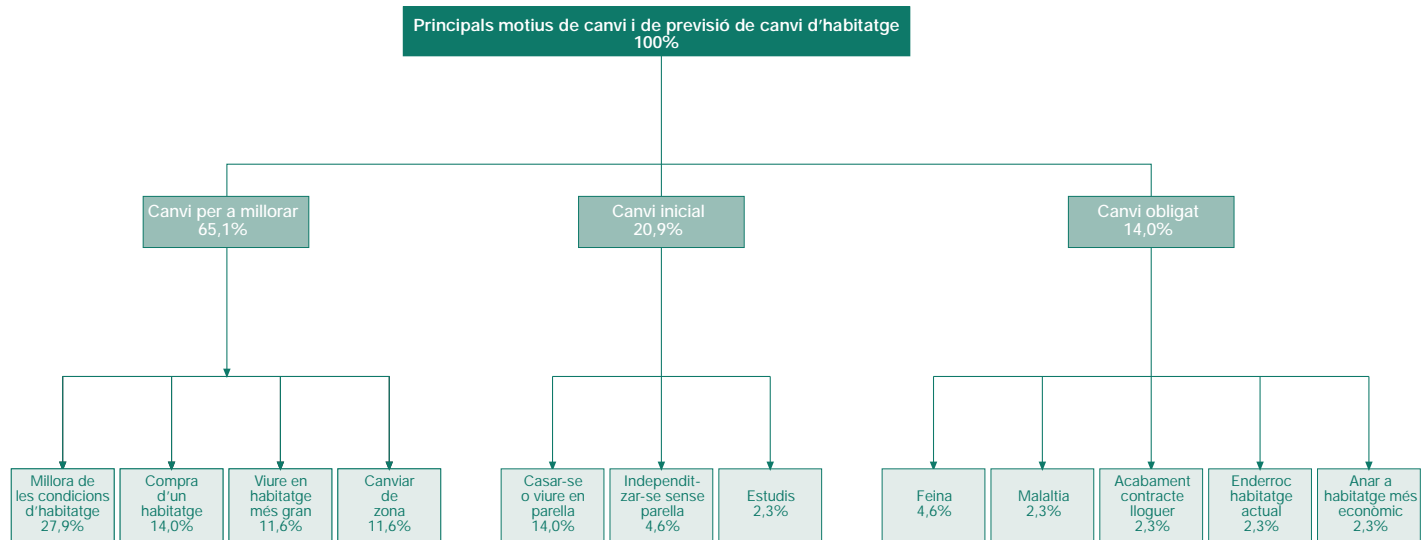 Principals motius de canvi i de previsió de canvi d'habitatge
100%
Canvi per a millorar
65,1%
Canvi inicial
20,9%
Canvi obligat
14,0%
Millora de
les condicions
d'habitatge
27,9%
Compra
d'un
habitatge
14,0%
Viure en
habitatge
més gran
11,6%
Canviar
de
zona
11,6%
Casar-se
o viure en
parella
14,0%
Independit-
zar-se sense
parella
4,6%
Estudis
2,3%
Feina
4,6%
Malaltia
2,3%
Acabament
contracte
lloguer
2,3%
Enderroc
habitatge
actual
2,3%
Anar a
habitatge més
econòmic
2,3%